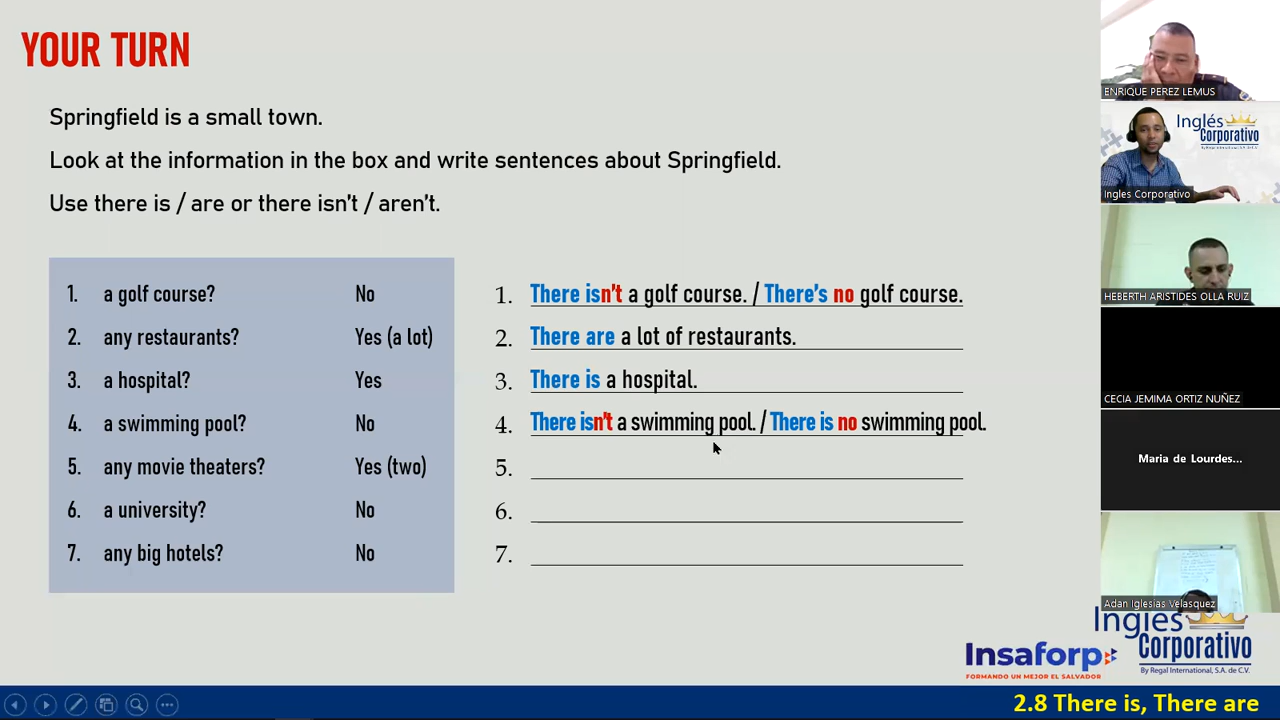 YOUR TURN
Springfield is a small town.
Look at the information in the box and write sentences about Springfield.
Use there is / are or there isn't / aren't.
1. a golf course? No
2. any restaurants? Yes (a lot)
3. a hospital? Yes
4. a swimming pool? No
5. any movie theaters? Yes (two)
6. a university? No
7. any big hotels? No
1. There isn't a golf course. / There's no golf course.
2. There are a lot of restaurants.
3. There is a hospital.
4. There isn't a swimming pool. / There is no swimming pool.
5.
6.
7.
ENRIQUE PEREZ LEMUS
Inglés
Corporativo
By Regal International, S.A. de C.V.
Ingles Corporativo
HEBERTH ARISTIDES OLLA RUIZ
CECIA JEMIMA ORTIZ NUÑEZ
Maria de Lourdes...
Adan Iglesias Velasquez
Inglés
Corporativo
By Regal International, S.A. de C.V.
Insaforp
FORMANDO UN MEJOR EL SALVADOR
2.8 There is, There are